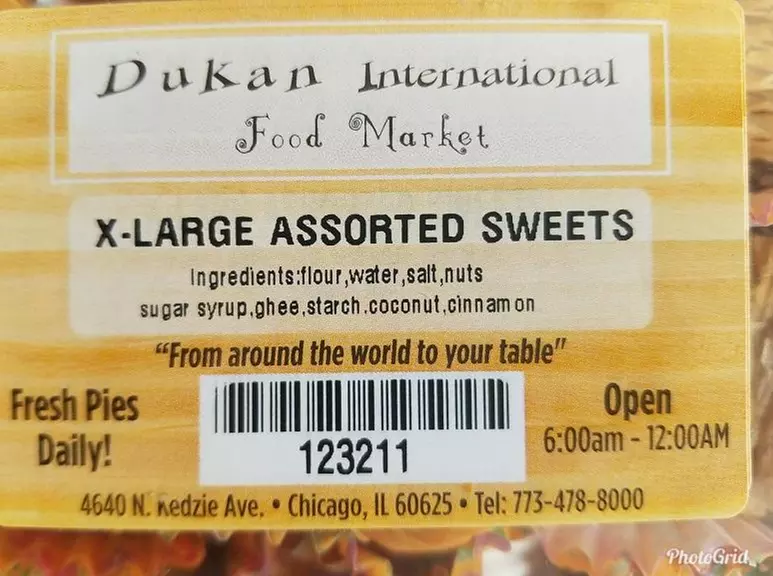 Dukan International
Food Market
X-LARGE ASSORTED SWEETS
Ingredients:flour,water,salt,nuts
sugar syrup,ghee,starch.coconut,cinnamon
“From around the world to your table”
Fresh Pies
Daily!
123211
Open
6:00am - 12:00AM
4640 N. Kedzie Ave. • Chicago, IL 60625 • Tel: 773-478-8000
PhotoGrid